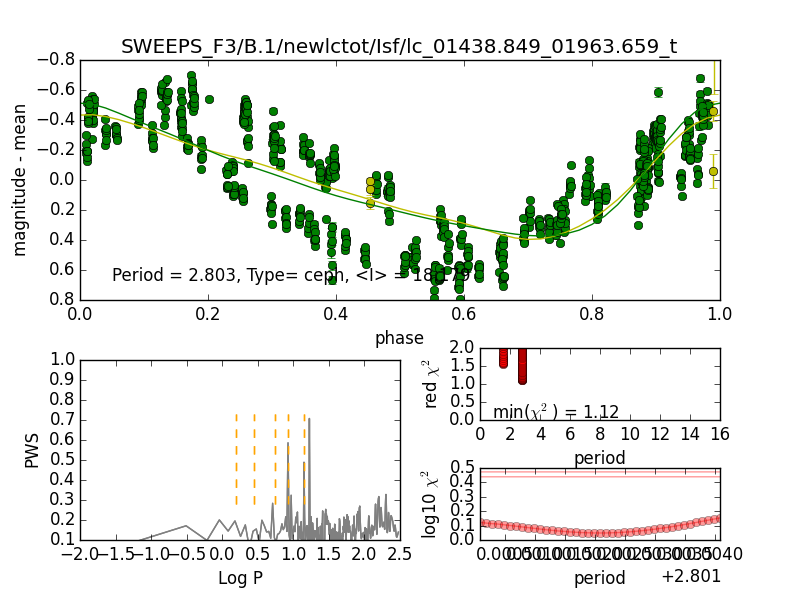 SWEEPS_F3/B.1/newlctot/Isf/lc_01438.849_01963.659_t
−0.8
−0.6
−0.4
−0.2
0.0
0.2
0.4
0.6
0.8
magnitude - mean
Period = 2.803, Type= ceph, <I> = 18.179
0.0 0.2 0.4 0.6 0.8 1.0
phase
1.0
0.9
0.8
0.7
0.6
0.5
0.4
0.3
0.2
0.1
PWS
−2.0 −1.5 −1.0 −0.5 0.0 0.5 1.0 1.5 2.0 2.5
Log P
2.0
1.5
1.0
0.5
0.0
red χ²
min(χ² ) = 1.12
0 2 4 6 8 10 12 14 16
period
0.5
0.4
0.3
0.2
0.1
0.0
log10 χ²
period
+2.801